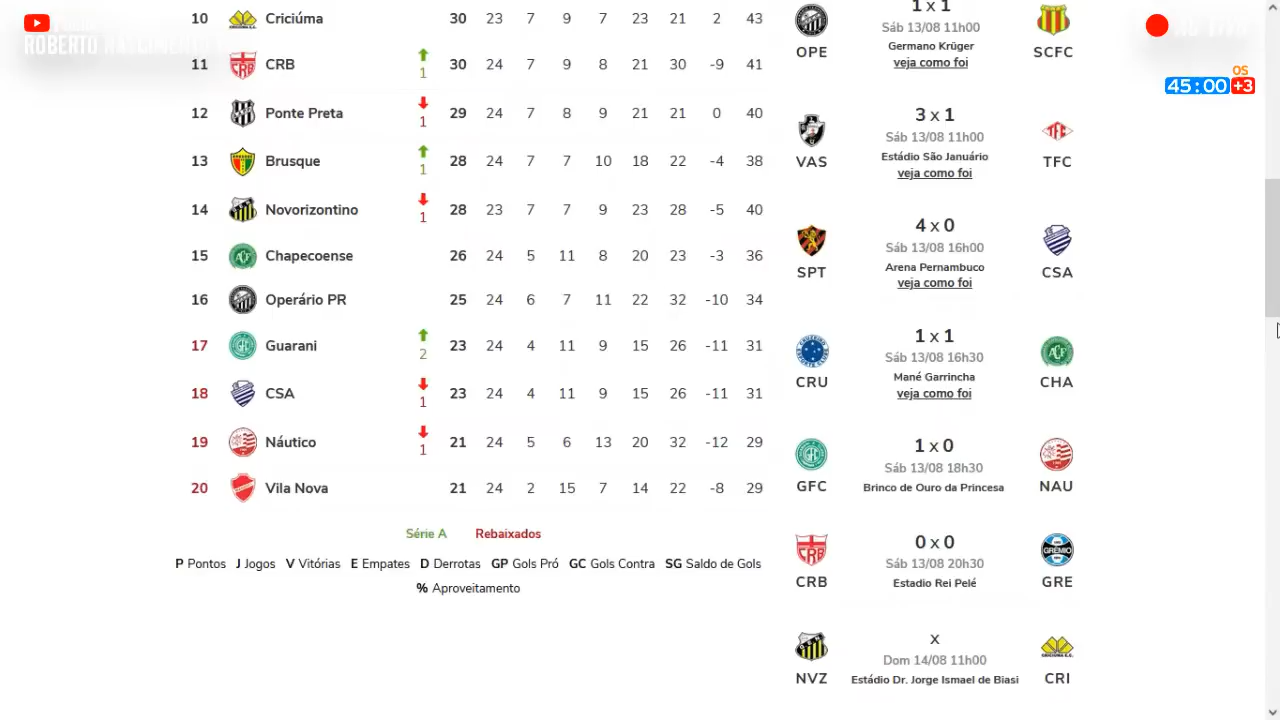 ROBERTO NASCIMENTO
OS
45:00 +3
10 Criciúma 30 23 7 9 7 23 21 2 43
11 CRB 1 30 24 7 9 8 21 30 -9 41
12 Ponte Preta 1 29 24 7 8 9 21 21 0 40
13 Brusque 1 28 24 7 7 10 18 22 -4 38
14 Novorizontino 1 28 23 7 7 9 23 28 -5 40
15 Chapecoense 26 24 5 11 8 20 23 -3 36
16 Operário PR 25 24 6 7 11 22 32 -10 34
17 Guarani 2 23 24 4 11 9 15 26 -11 31
18 CSA 1 23 24 4 11 9 15 26 -11 31
19 Náutico 1 21 24 5 6 13 20 32 -12 29
20 Vila Nova 21 24 2 15 7 14 22 -8 29
Série A Rebaixados
P Pontos J Jogos V Vitórias E Empates D Derrotas GP Gols Pró GC Gols Contra SG Saldo de Gols
% Aproveitamento
1 x 1
Sáb 13/08 11h00
OPE Germano Krüger SCFC
veja como foi
3 x 1
Sáb 13/08 11h00
VAS Estádio São Januário TFC
veja como foi
4 x 0
Sáb 13/08 16h00
SPT Arena Pernambuco CSA
veja como foi
1 x 1
Sáb 13/08 16h30
CRU Mané Garrincha CHA
veja como foi
1 x 0
Sáb 13/08 18h30
GFC Brinco de Ouro da Princesa NAU
0 x 0
Sáb 13/08 20h30
CRB Estadio Rei Pelé GRE
x
Dom 14/08 11h00
NVZ Estádio Dr. Jorge Ismael de Biasi CRI